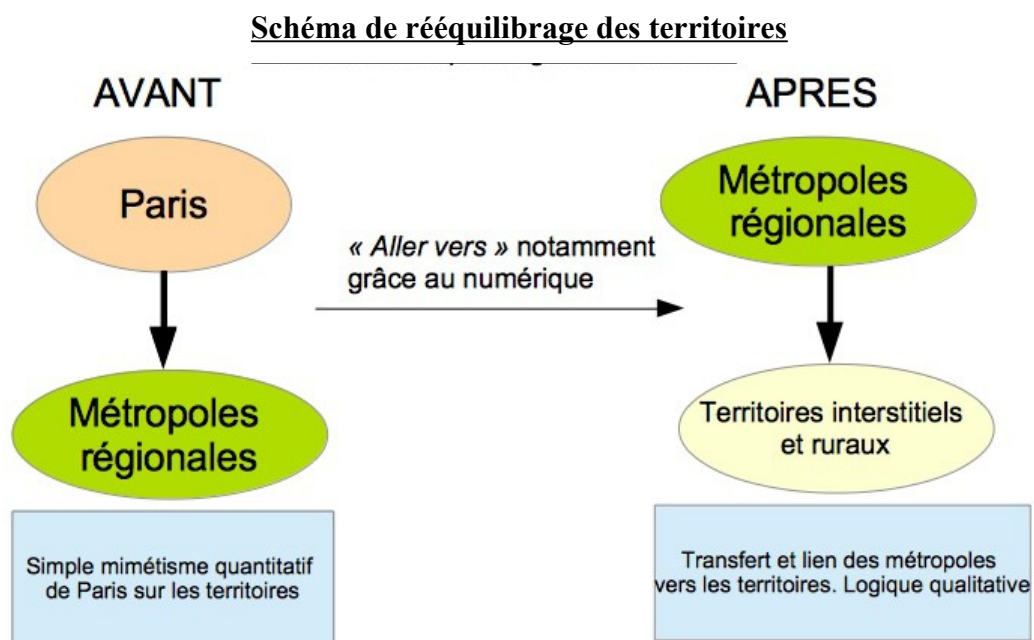 Schéma de rééquilibrage des territoires
AVANT
APRES
Paris
Métropoles
régionales
« Aller vers » notamment
grâce au numérique
Métropoles
régionales
Territoires interstitiels
et ruraux
Simple mimétisme quantitatif
de Paris sur les territoires
Transfert et lien des métropoles
vers les territoires. Logique qualitative